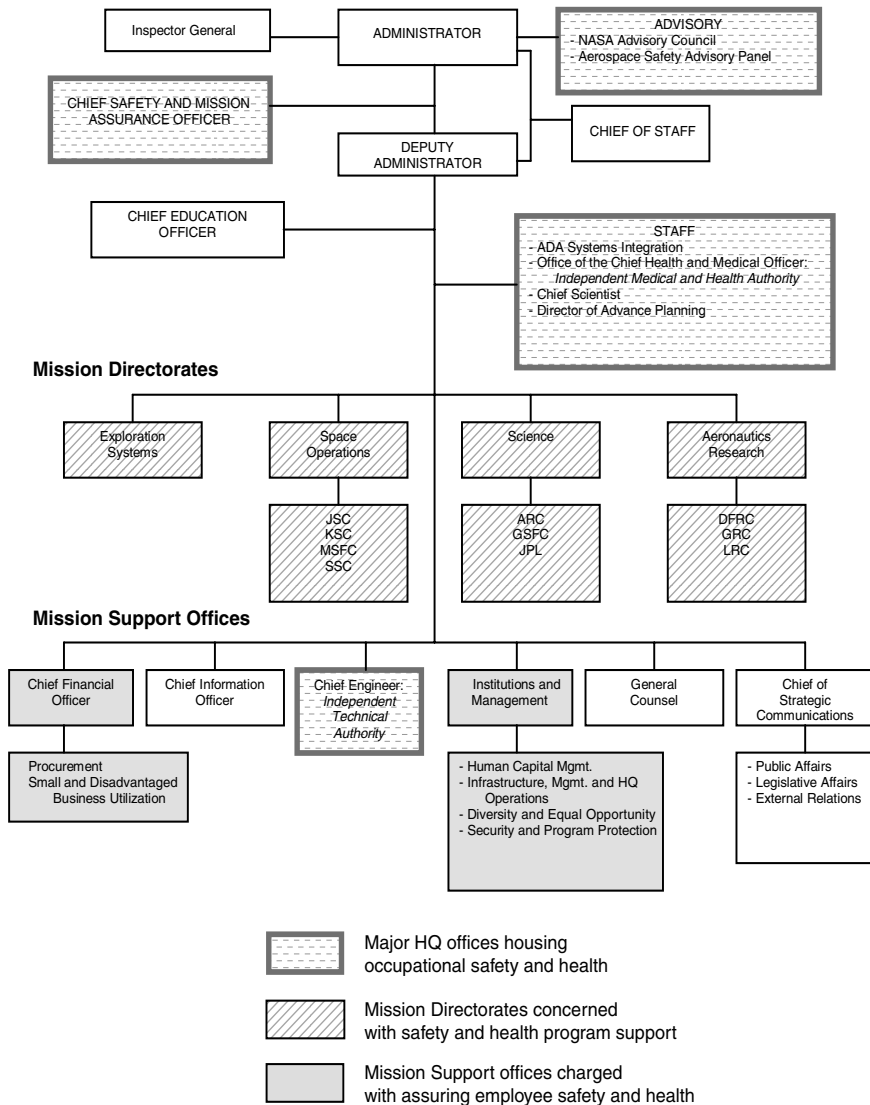 Inspector General
ADMINISTRATOR
ADVISORY
- NASA Advisory Council
- Aerospace Safety Advisory Panel
CHIEF SAFETY AND MISSION
ASSURANCE OFFICER
CHIEF OF STAFF
DEPUTY
ADMINISTRATOR
CHIEF EDUCATION
OFFICER
STAFF
- ADA Systems Integration
- Office of the Chief Health and Medical Officer:
Independent Medical and Health Authority
- Chief Scientist
- Director of Advance Planning
Mission Directorates
Exploration
Systems
Space
Operations
Science
Aeronautics
Research
JSC
KSC
MSFC
SSC
ARC
GSFC
JPL
DFRC
GRC
LRC
Mission Support Offices
Chief Financial
Officer
Chief Information
Officer
Chief Engineer:
Independent
Technical
Authority
Institutions and
Management
General
Counsel
Chief of
Strategic
Communications
Procurement
Small and Disadvantaged
Business Utilization
- Human Capital Mgmt.
- Infrastructure, Mgmt. and HQ
Operations
- Diversity and Equal Opportunity
- Security and Program Protection
- Public Affairs
- Legislative Affairs
- External Relations
Major HQ offices housing
occupational safety and health
Mission Directorates concerned
with safety and health program support
Mission Support offices charged
with assuring employee safety and health